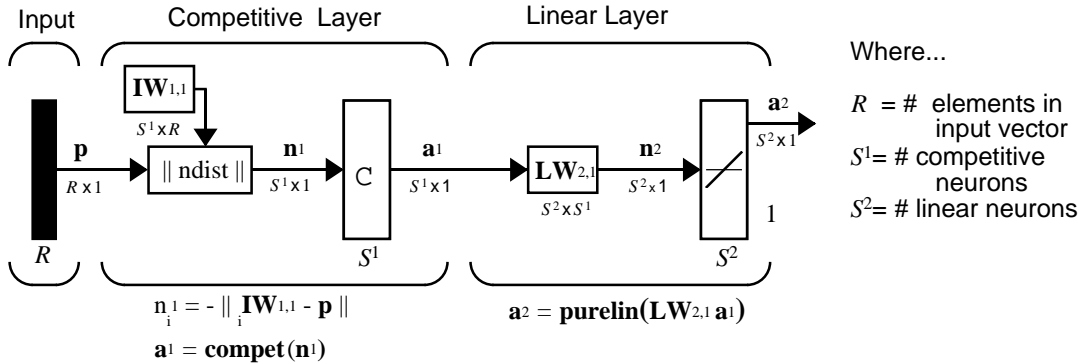 Input
Competitive Layer
Linear Layer
Where...
IW1,1
S1 x R
p
R x 1
|| ndist ||
n1
S1 x 1
C
a1
S1 x 1
LW2,1
S2 x S1
n2
S2 x 1
a2
S2 x 1
1
R
S1
S2
R = # elements in
input vector
S1= # competitive
neurons
S2= # linear neurons
ni1 = - || iIW1,1 - p ||
a1 = compet(n1)
a2 = purelin(LW2,1 a1)